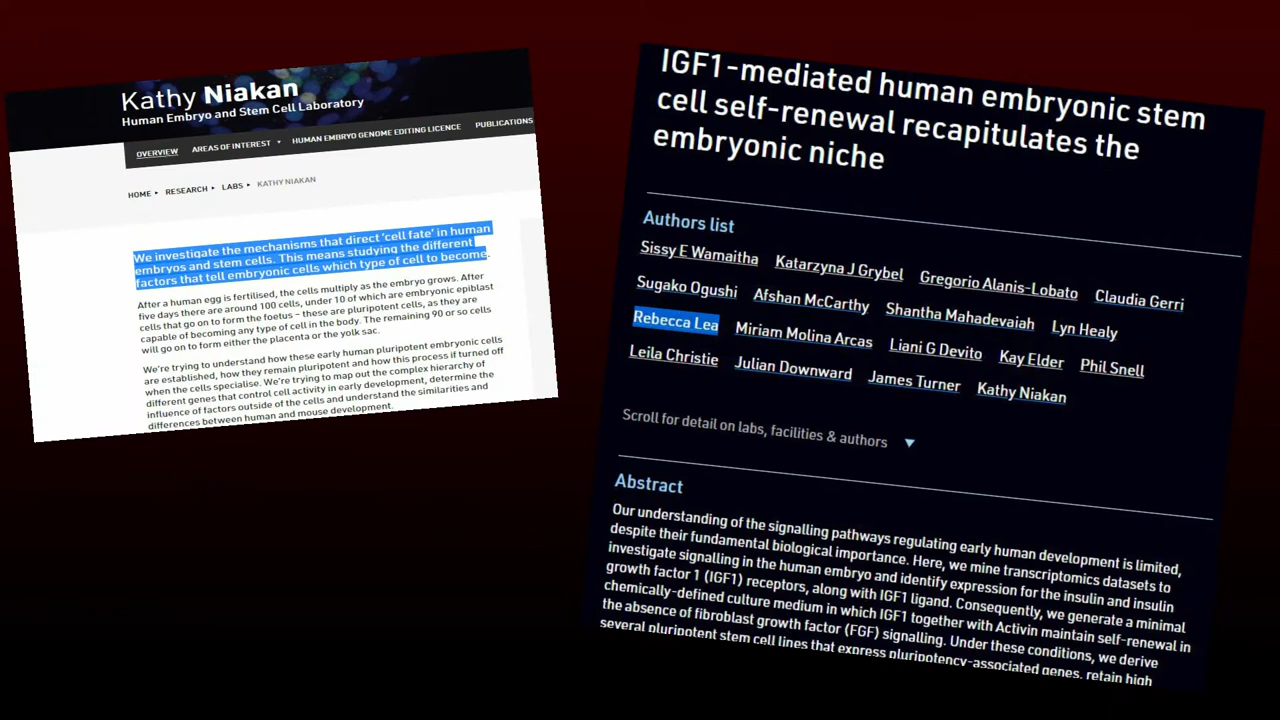 Kathy Niakan
Human Embryo and Stem Cell Laboratory
OVERVIEW AREAS OF INTEREST HUMAN EMBRYO GENOME EDITING LICENCE PUBLICATIONS
HOME RESEARCH LABS KATHY NIAKAN
We investigate the mechanisms that direct ‘cell fate’ in human
embryos and stem cells. This means studying the different
factors that tell embryonic cells which type of cell to become.
After a human egg is fertilised, the cells multiply as the embryo grows. After
five days there are around 100 cells, under 10 of which are embryonic epiblast
cells that go on to form the foetus – these are pluripotent cells, as they are
capable of becoming any type of cell in the body. The remaining 90 or so cells
will go on to form either the placenta or the yolk sac.
We're trying to understand how these early human pluripotent embryonic cells
are established, how they remain pluripotent and how this process if turned off
when the cells specialise. We're trying to map out the complex hierarchy of
different genes that control cell activity in early development, determine the
influence of factors outside of the cells and understand the similarities and
differences between human and mouse development.
IGF1-mediated human embryonic stem
cell self-renewal recapitulates the
embryonic niche
Authors list
Sissy E Wamaitha Katarzyna J Grybel Gregorio Alanis-Lobato Claudia Gerri
Sugako Ogushi Afshan McCarthy Shantha Mahadevaiah Lyn Healy
Rebecca Lea Miriam Molina Arcas Liani G Devito Kay Elder Phil Snell
Leila Christie Julian Downward James Turner Kathy Niakan
Scroll for detail on labs, facilities & authors
Abstract
Our understanding of the signalling pathways regulating early human development is limited,
despite their fundamental biological importance. Here, we mine transcriptomics datasets to
investigate signalling in the human embryo and identify expression for the insulin and insulin
growth factor 1 (IGF1) receptors, along with IGF1 ligand. Consequently, we generate a minimal
chemically-defined culture medium in which IGF1 together with Activin maintain self-renewal in
the absence of fibroblast growth factor (FGF) signalling. Under these conditions, we derive
several pluripotent stem cell lines that express pluripotency-associated genes, retain high